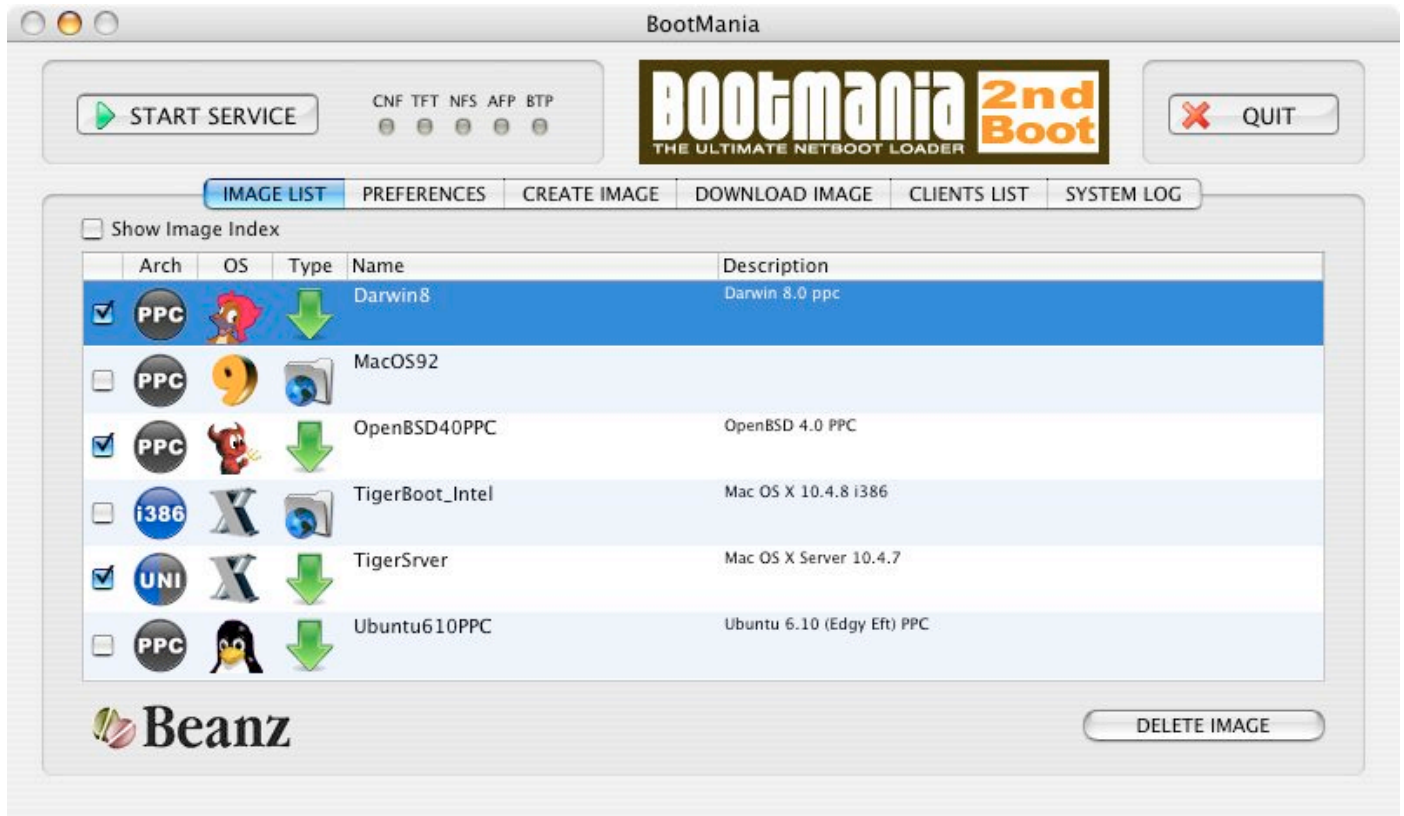 BootMania
START SERVICE
CNF TFT NFS AFP BTP
BOOTMANIA 2nd Boot
THE ULTIMATE NETBOOT LOADER
QUIT
IMAGE LIST PREFERENCES CREATE IMAGE DOWNLOAD IMAGE CLIENTS LIST SYSTEM LOG
Show Image Index
Arch OS Type Name Description
PPC Darwin8 Darwin 8.0 ppc
PPC 9 MacOS92
PPC OpenBSD40PPC OpenBSD 4.0 PPC
i386 X TigerBoot_Intel Mac OS X 10.4.8 i386
UNI X TigerSrver Mac OS X Server 10.4.7
PPC Ubuntu610PPC Ubuntu 6.10 (Edgy Eft) PPC
Beanz
DELETE IMAGE